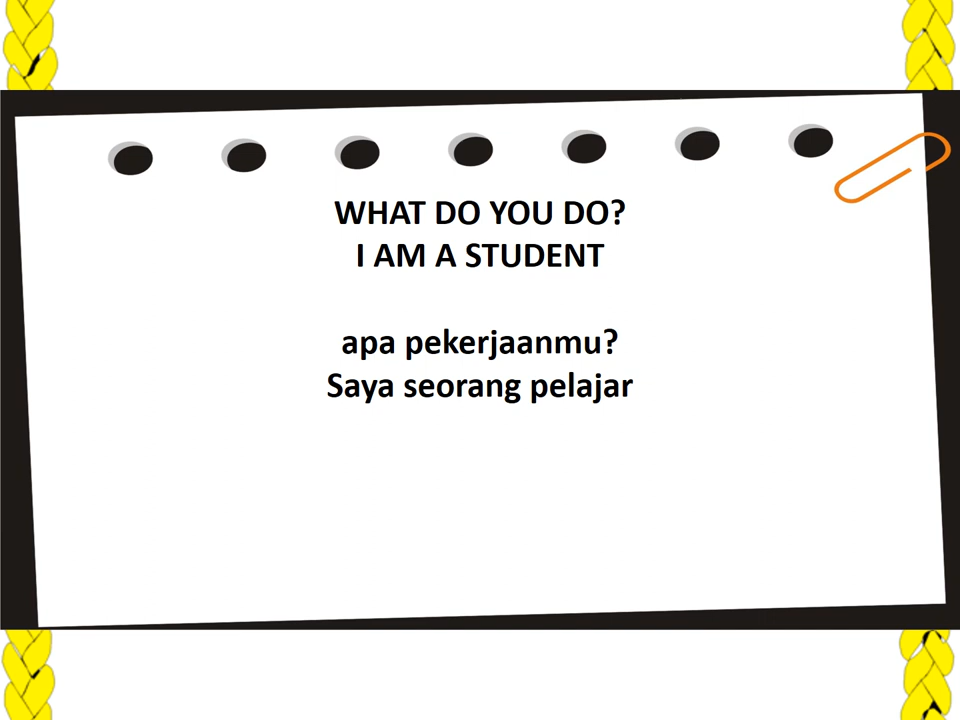 WHAT DO YOU DO?
I AM A STUDENT
apa pekerjaanmu?
Saya seorang pelajar